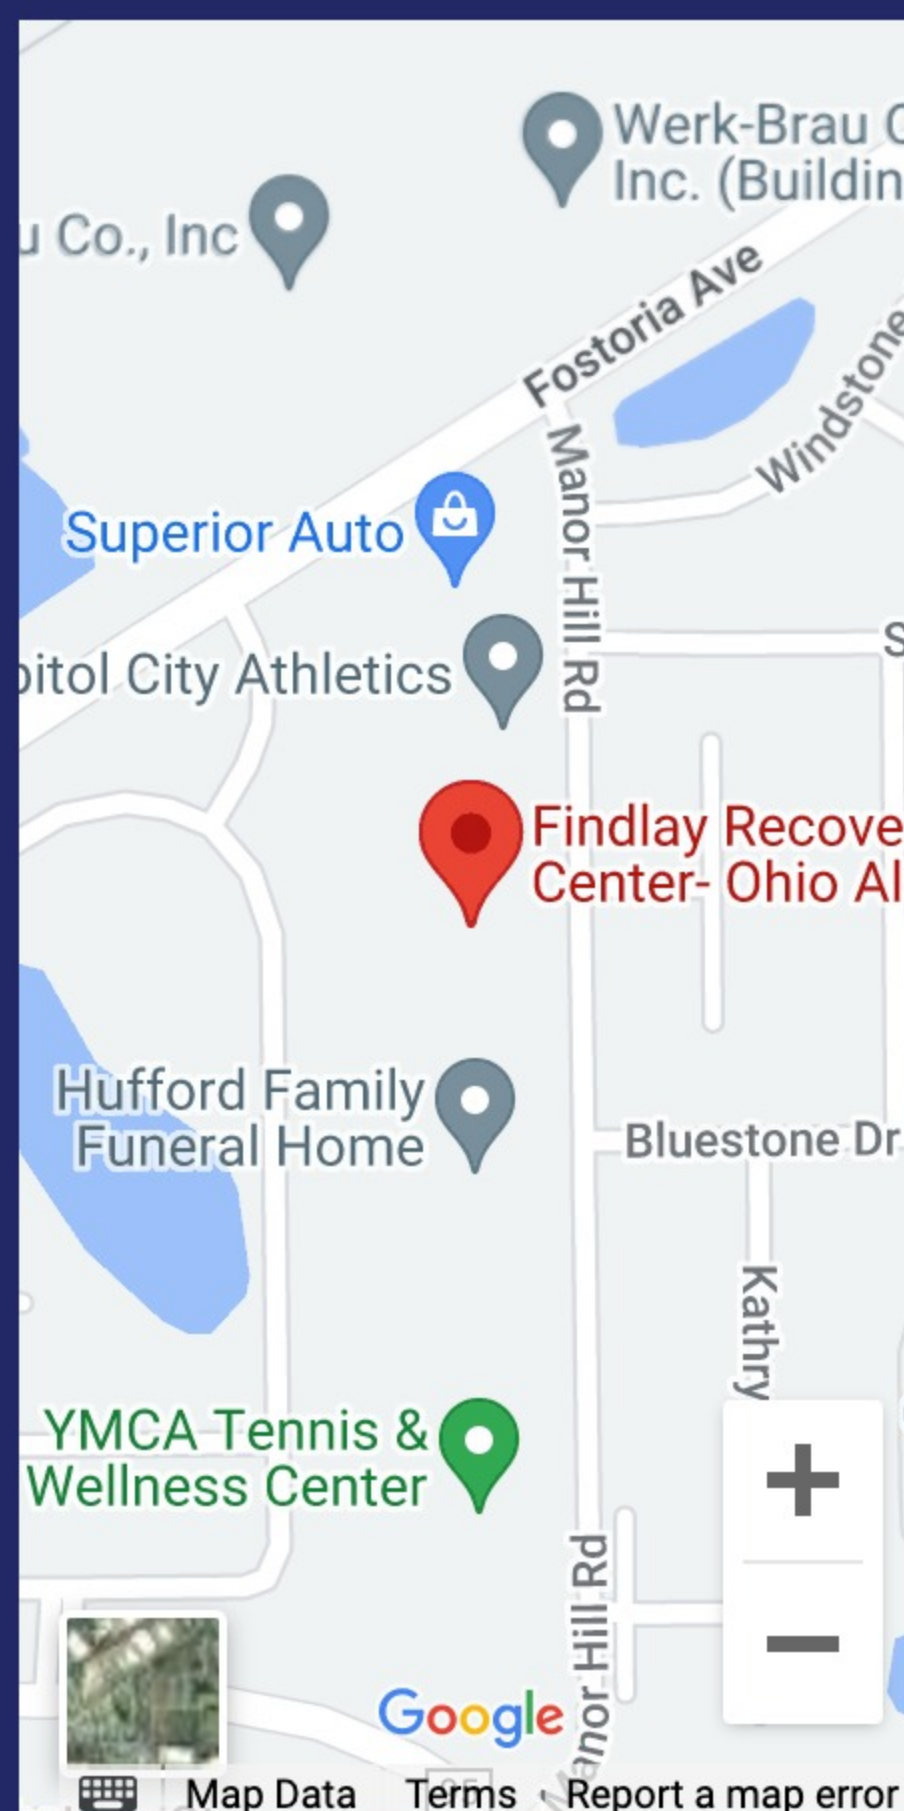 Werk-Brau C
Inc. (Buildin
u Co., Inc
Fostoria Ave
Windstone
Manor Hill Rd
Superior Auto
S
pitol City Athletics
Findlay Recove
Center- Ohio Al
Hufford Family
Funeral Home
Bluestone Dr
Kathry
YMCA Tennis &
Wellness Center
Manor Hill Rd
Google
Map Data
Terms
Report a map error